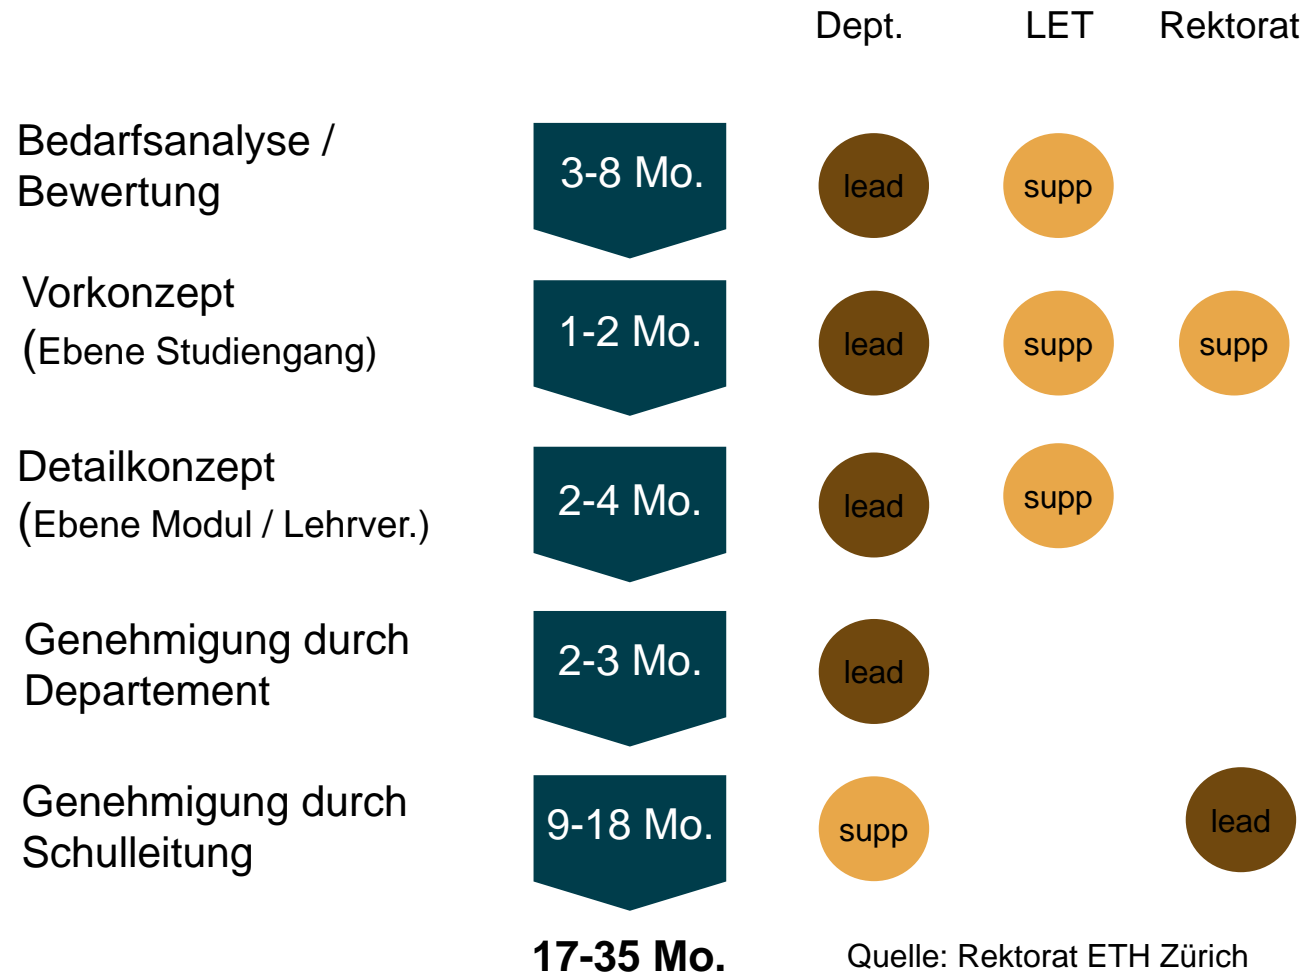 Dept. LET Rektorat
Bedarfsanalyse /
Bewertung
3-8 Mo.
lead
supp
Vorkonzept
(Ebene Studiengang)
1-2 Mo.
lead
supp
supp
Detailkonzept
(Ebene Modul / Lehrver.)
2-4 Mo.
lead
supp
Genehmigung durch
Departement
2-3 Mo.
lead
Genehmigung durch
Schulleitung
9-18 Mo.
supp
lead
17-35 Mo.
Quelle: Rektorat ETH Zürich